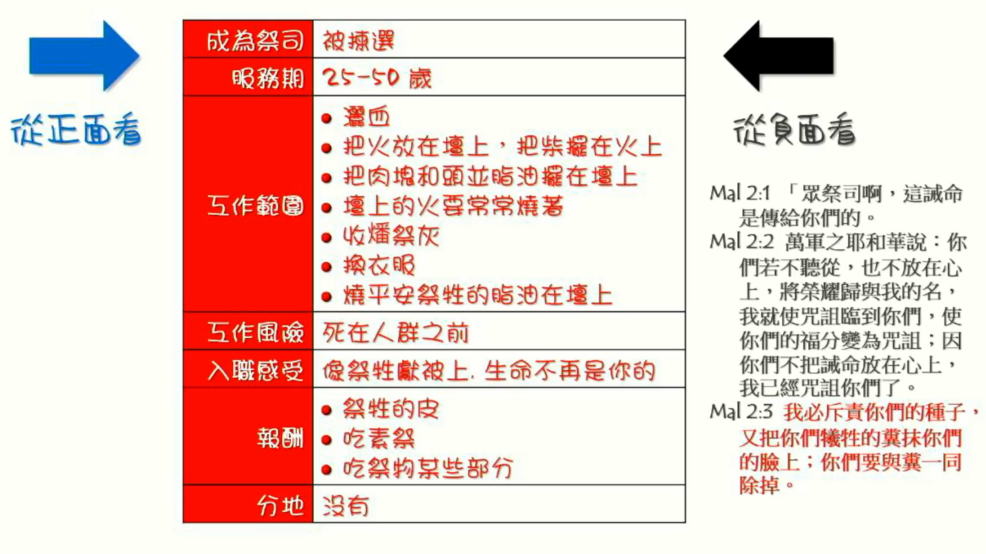 從正面看
成為祭司 被揀選
服務期 25-50 歲
工作範圍
• 灑血
• 把火放在壇上，把柴擺在火上
• 把肉塊和頭並脂油擺在壇上
• 壇上的火要常常燒著
• 收燔祭灰
• 換衣服
• 燒平安祭牲的脂油在壇上
工作風險 死在人群之前
入職感受 像祭牲獻被上. 生命不再是你的
報酬
• 祭牲的皮
• 吃素祭
• 吃祭物某些部分
分地 沒有
從負面看
Mal 2:1 「眾祭司啊，這誡命
是傳給你們的。
Mal 2:2 萬軍之耶和華說：你
們若不聽從，也不放在心
上，將榮耀歸與我的名，
我就使咒詛臨到你們，使
你們的福分變為咒詛；因
你們不把誡命放在心上，
我已經咒詛你們了。
Mal 2:3 我必斥責你們的種子，
又把你們犧牲的糞抹你們
的臉上；你們要與糞一同
除掉。